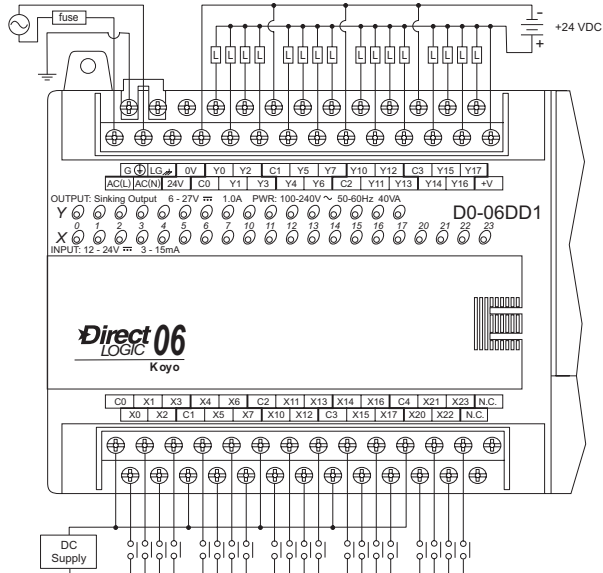 fuse
+24 VDC
-
+
L L L L L L L L L L L L L L L L
G LG 0V Y0 Y2 C1 Y5 Y7 Y10 Y12 C3 Y15 Y17
AC(L) AC(N) 24V C0 Y1 Y3 Y4 Y6 C2 Y11 Y13 Y14 Y16 +V
OUTPUT: Sinking Output 6 - 27V 1.0A PWR: 100-240V ~ 50-60Hz 40VA
Y
D0-06DD1
0 1 2 3 4 5 6 7 10 11 12 13 14 15 16 17 20 21 22 23
X
INPUT: 12 - 24V 3 - 15mA
Direct
LOGIC 06
Koyo
C0 X1 X3 X4 X6 C2 X11 X13 X14 X16 C4 X21 X23 N.C.
X0 X2 C1 X5 X7 X10 X12 C3 X15 X17 X20 X22 N.C.
DC
Supply